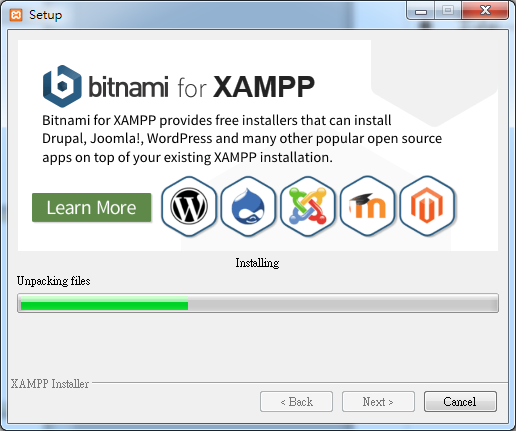 Setup
bitnami for XAMPP
Bitnami for XAMPP provides free installers that can install
Drupal, Joomla!, WordPress and many other popular open source
apps on top of your existing XAMPP installation.
Learn More
Installing
Unpacking files
XAMPP Installer
< Back
Next >
Cancel